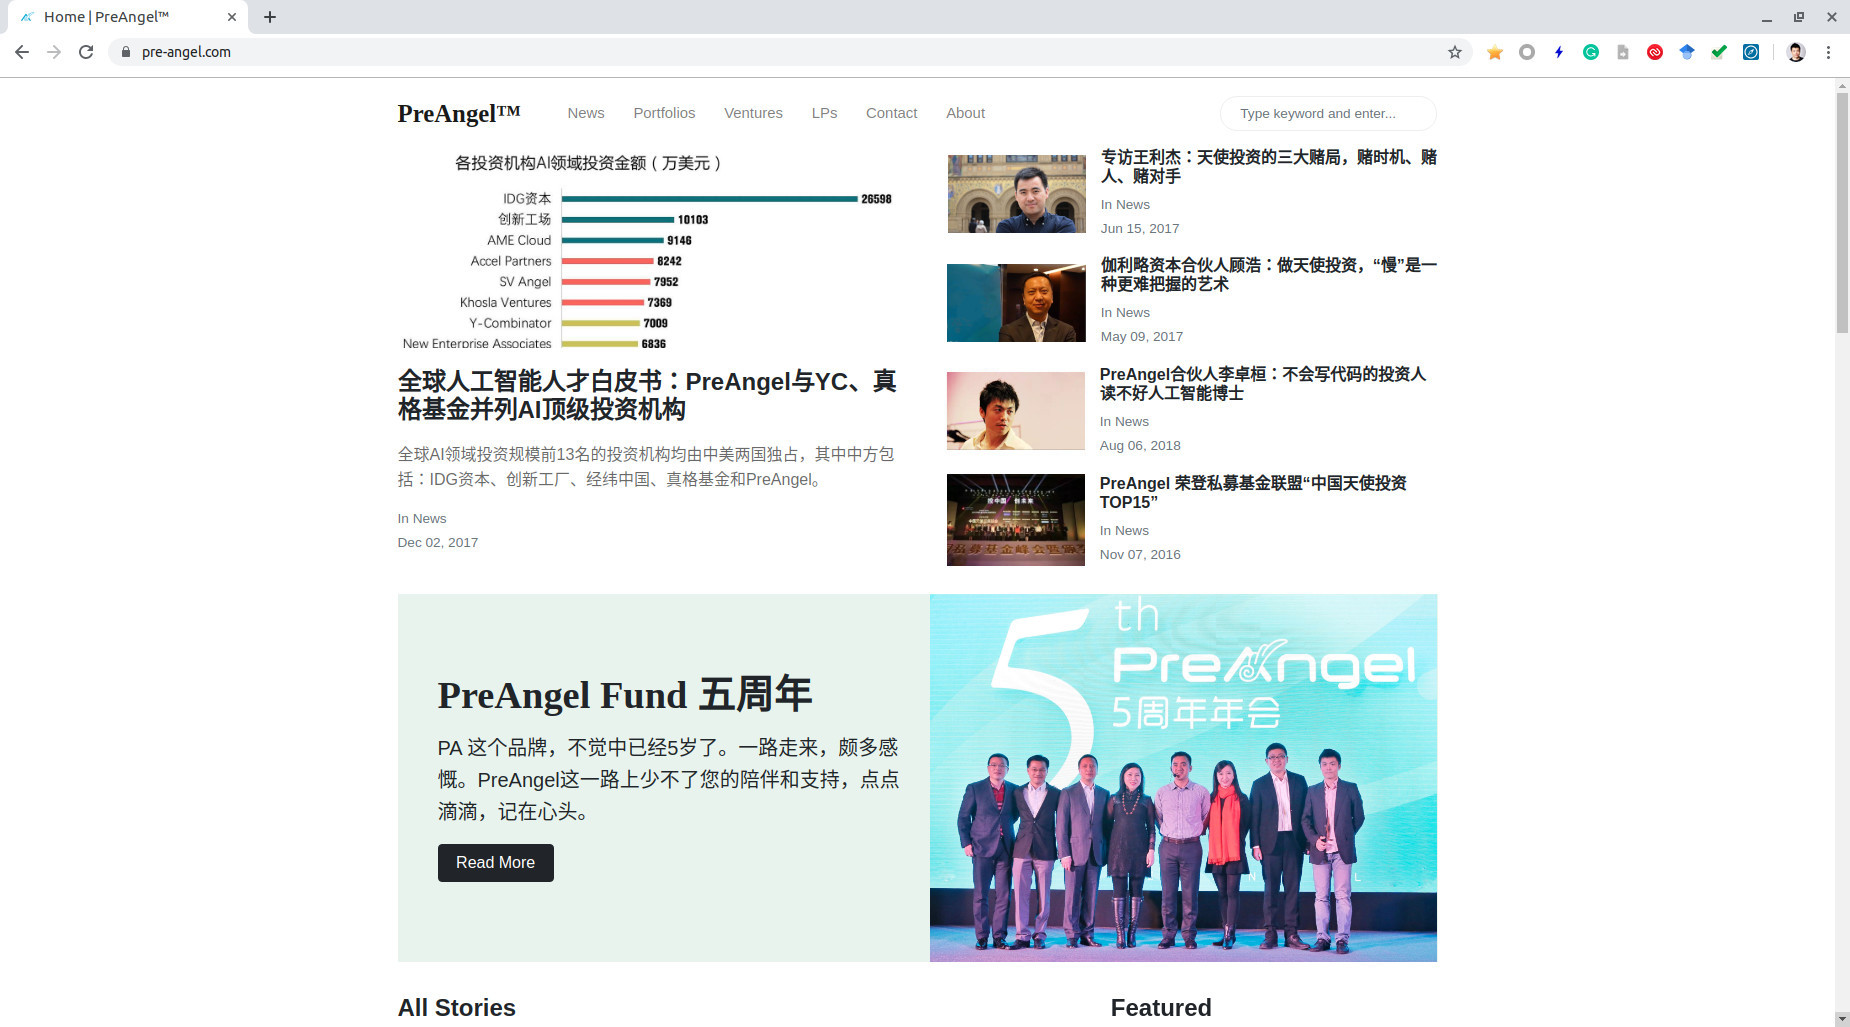 Home | PreAngel™
pre-angel.com
PreAngel™
News
Portfolios
Ventures
LPs
Contact
About
Type keyword and enter...
各投资机构AI领域投资金额（万美元）
IDG资本 26598
创新工场 10103
AME Cloud 9146
Accel Partners 8242
SV Angel 7952
Khosla Ventures 7369
Y-Combinator 7009
New Enterprise Associates 6836
全球人工智能人才白皮书：PreAngel与YC、真
格基金并列AI顶级投资机构
全球AI领域投资规模前13名的投资机构均由中美两国独占，其中中方包
括：IDG资本、创新工厂、经纬中国、真格基金和PreAngel。
In News
Dec 02, 2017
专访王利杰：天使投资的三大赌局，赌时机、赌
人、赌对手
In News
Jun 15, 2017
伽利略资本合伙人顾浩：做天使投资，“慢”是一
种更难把握的艺术
In News
May 09, 2017
PreAngel合伙人李卓桓：不会写代码的投资人
读不好人工智能博士
In News
Aug 06, 2018
PreAngel 荣登私募基金联盟“中国天使投资
TOP15”
In News
Nov 07, 2016
PreAngel Fund 五周年
PA 这个品牌，不觉中已经5岁了。一路走来，颇多感
慨。PreAngel这一路上少不了您的陪伴和支持，点点
滴滴，记在心头。
Read More
5th
PreAngel
5周年年会
All Stories
Featured